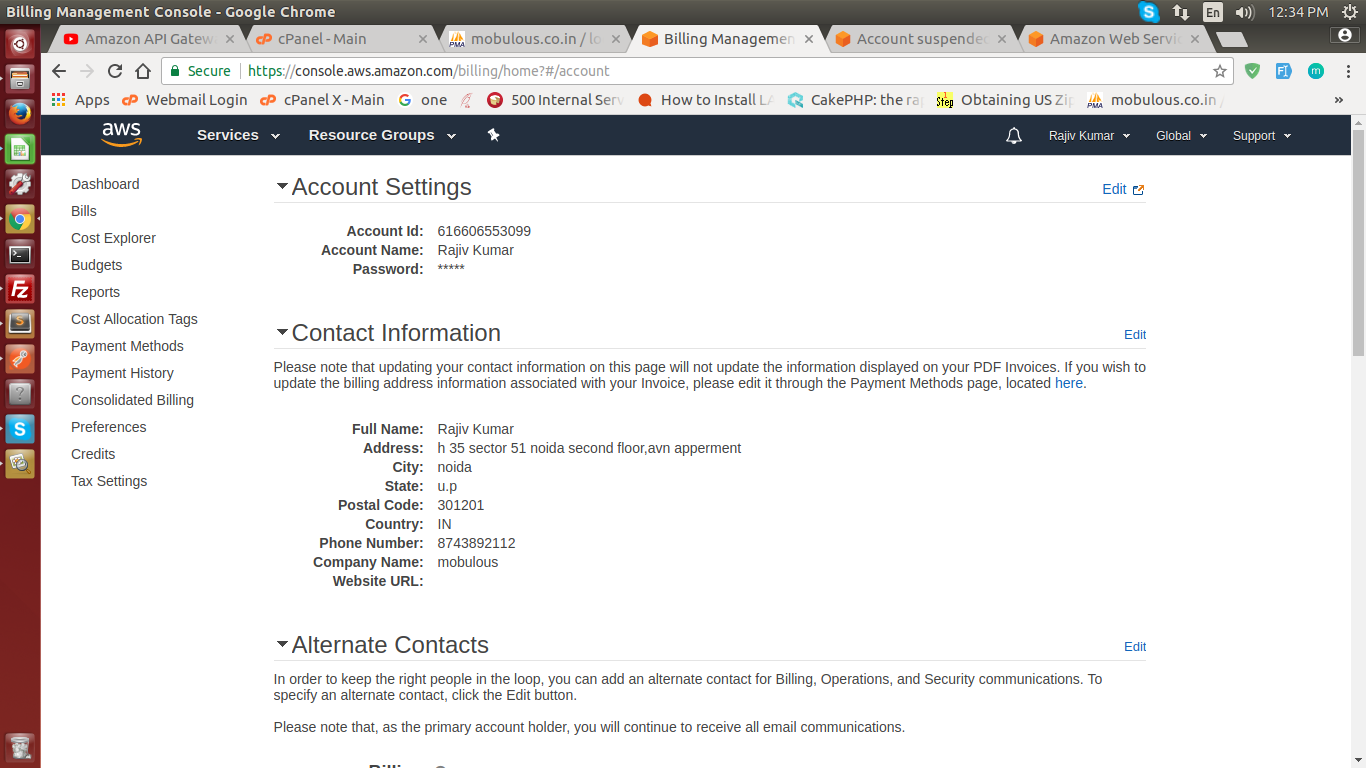 Billing Management Console - Google Chrome
En 12:34 PM
Amazon API Gatew
cPanel - Main
mobulous.co.in / lo
Billing Managemen
Account suspended
Amazon Web Servic
Secure https://console.aws.amazon.com/billing/home?#/account
Apps Webmail Login cPanel X - Main one 500 Internal Serv How to Install LA CakePHP: the ra Obtaining US Zip mobulous.co.in /
aws Services Resource Groups Rajiv Kumar Global Support
Dashboard
Bills
Cost Explorer
Budgets
Reports
Cost Allocation Tags
Payment Methods
Payment History
Consolidated Billing
Preferences
Credits
Tax Settings
Account Settings Edit
Account Id: 616606553099
Account Name: Rajiv Kumar
Password: *****
Contact Information Edit
Please note that updating your contact information on this page will not update the information displayed on your PDF Invoices. If you wish to
update the billing address information associated with your Invoice, please edit it through the Payment Methods page, located here.
Full Name: Rajiv Kumar
Address: h 35 sector 51 noida second floor,avn apperment
City: noida
State: u.p
Postal Code: 301201
Country: IN
Phone Number: 8743892112
Company Name: mobulous
Website URL:
Alternate Contacts Edit
In order to keep the right people in the loop, you can add an alternate contact for Billing, Operations, and Security communications. To
specify an alternate contact, click the Edit button.
Please note that, as the primary account holder, you will continue to receive all email communications.